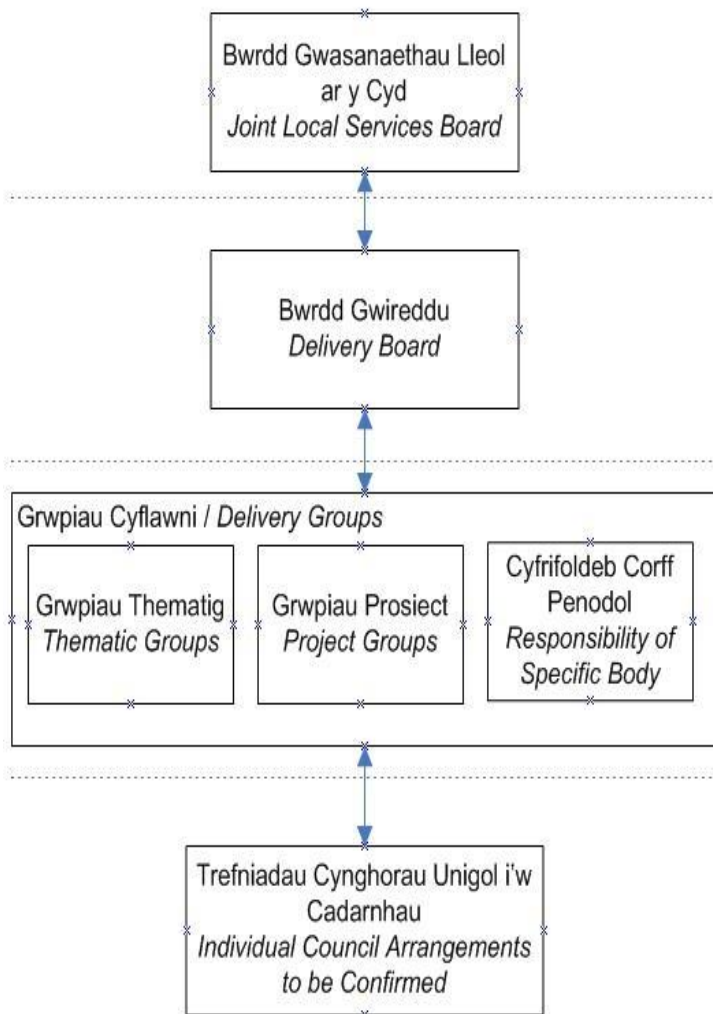 Bwrdd Gwasanaethau Lleol
ar y Cyd
Joint Local Services Board
Bwrdd Gwireddu
Delivery Board
Grwpiau Cyflawni / Delivery Groups
Grwpiau Thematig
Thematic Groups
Grwpiau Prosiect
Project Groups
Cyfrifoldeb Corff
Penodol
Responsibility of
Specific Body
Trefniadau Cynghorau Unigol i'w
Cadarnhau
Individual Council Arrangements
to be Confirmed